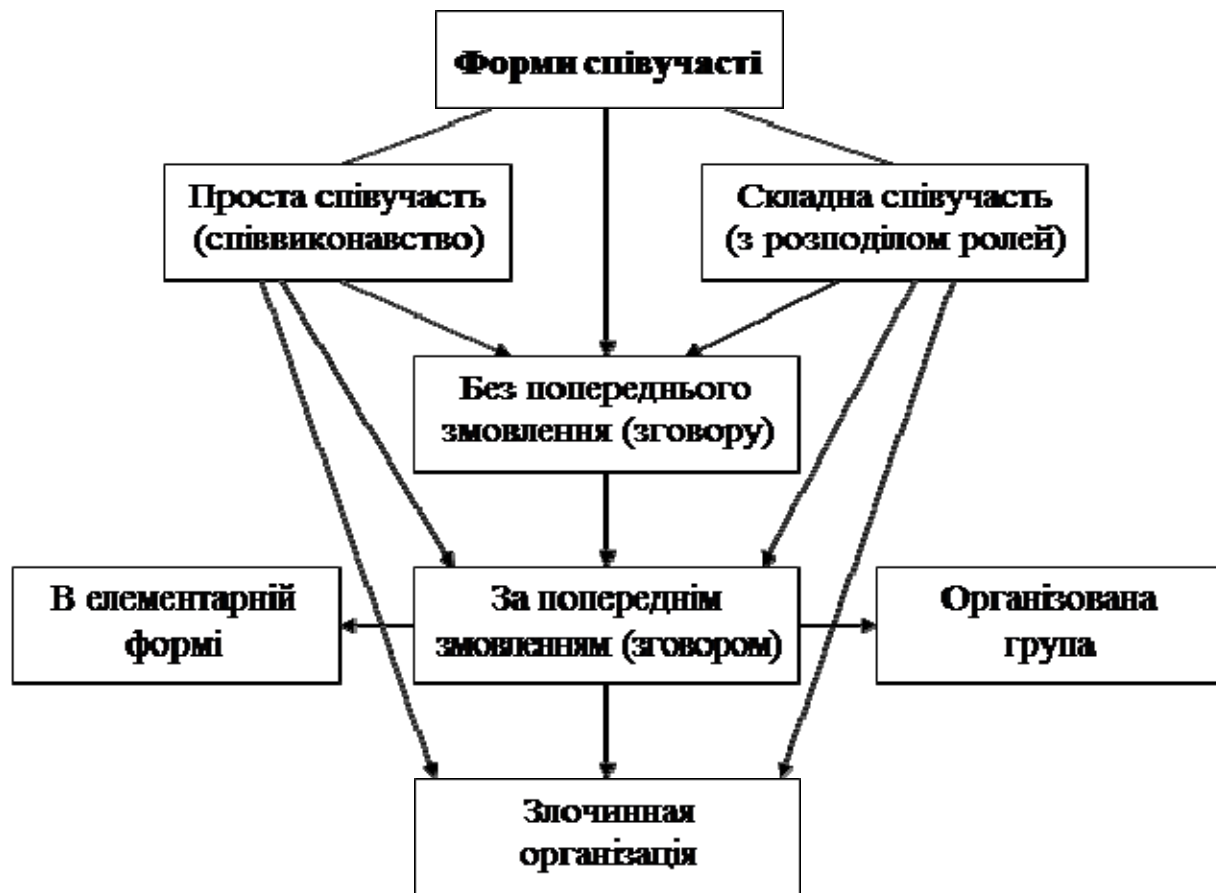 Форми співучасті
Проста співучасть
(співвиконавство)
Складна співучасть
(з розподілом ролей)
Без попереднього
змовлення (зговору)
В елементарній
формі
За попереднім
змовленням (зговором)
Організована
група
Злочинная
організація